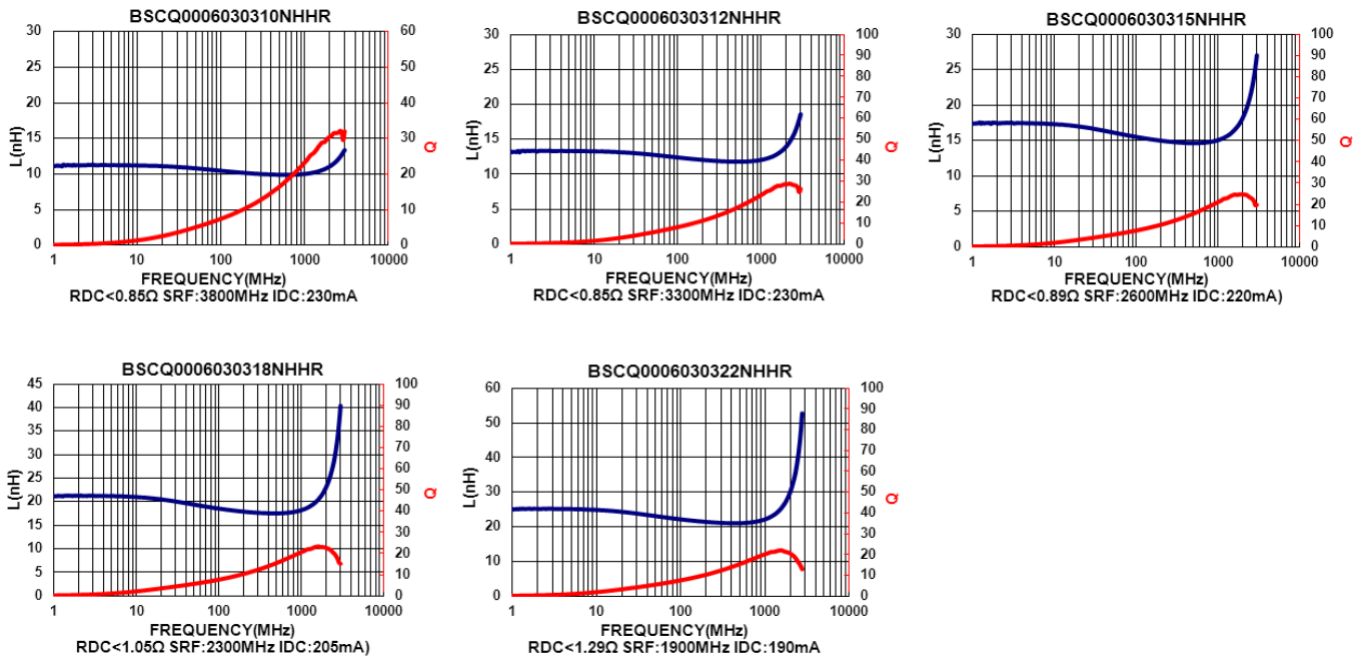 BSCQ0006030310NHHR
30 60
25 50
20 40
15 30
10 20
5 10
0 0
L(nH)
Q
1 10 100 1000 10000
FREQUENCY(MHz)
RDC<0.85Ω SRF:3800MHz IDC:230mA
BSCQ0006030312NHHR
30 100
90
25 80
70
20 60
15 50
40
10 30
5 20
10
0 0
L(nH)
Q
1 10 100 1000 10000
FREQUENCY(MHz)
RDC<0.85Ω SRF:3300MHz IDC:230mA
BSCQ0006030315NHHR
30 100
90
25 80
70
20 60
15 50
40
10 30
5 20
10
0 0
L(nH)
Q
1 10 100 1000 10000
FREQUENCY(MHz)
RDC<0.89Ω SRF:2600MHz IDC:220mA)
BSCQ0006030318NHHR
45 100
40 90
35 80
30 70
25 60
20 50
15 40
10 30
5 20
0 10
0
L(nH)
Q
1 10 100 1000 10000
FREQUENCY(MHz)
RDC<1.05Ω SRF:2300MHz IDC:205mA)
BSCQ0006030322NHHR
60 100
50 90
80
40 70
60
30 50
20 40
30
10 20
10
0 0
L(nH)
Q
1 10 100 1000 10000
FREQUENCY(MHz)
RDC<1.29Ω SRF:1900MHz IDC:190mA